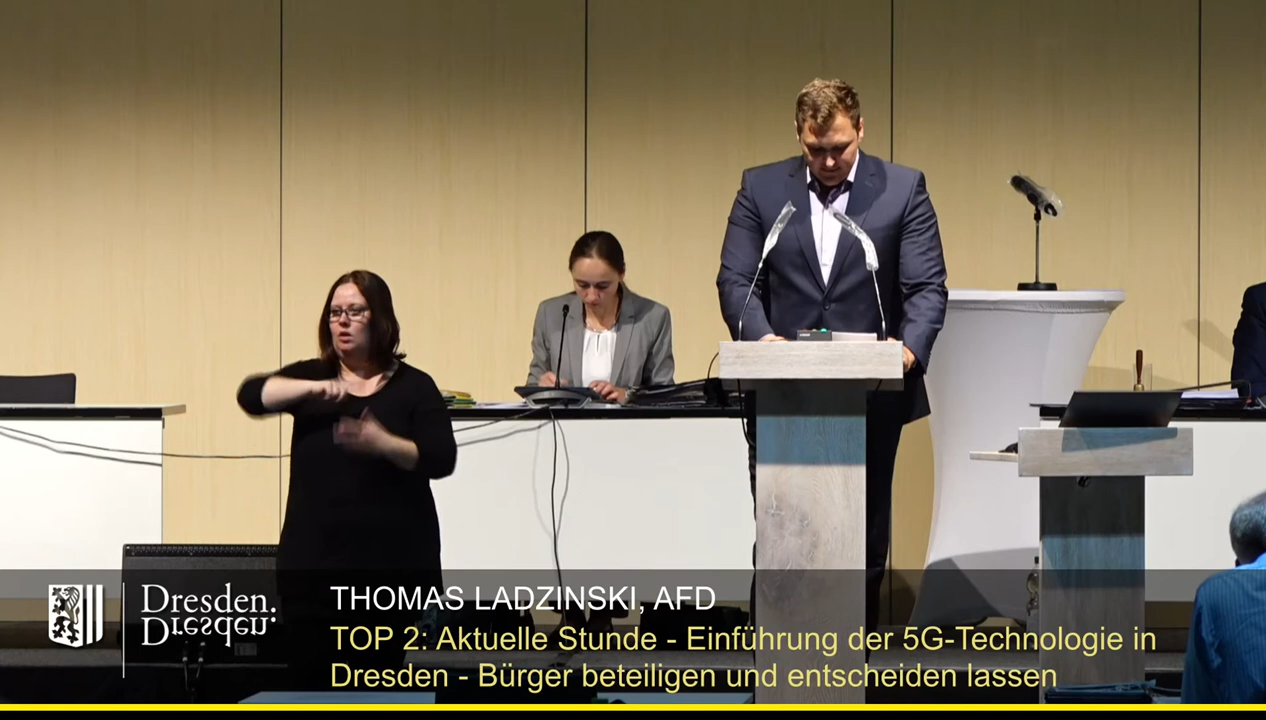 Dresden.
Dresden.
THOMAS LADZINSKI, AFD
TOP 2: Aktuelle Stunde - Einführung der 5G-Technologie in
Dresden - Bürger beteiligen und entscheiden lassen